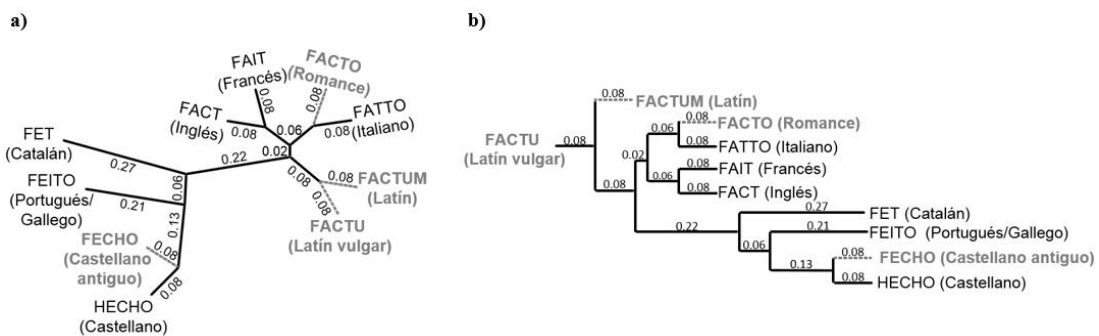 a)
FAIT
(Francés)
0.08
FACTO
(Romance)
0.08
FACT
(Inglés)
0.08
0.06
FATTO
(Italiano)
0.08
FET
(Catalán)
0.27
0.22
0.02
0.08
0.08
FACTUM
(Latín)
0.08
FACTU
(Latín vulgar)
FEITO
(Portugués/
Gallego)
0.21
0.06
0.13
FECHO
(Castellano
antiguo)
0.08
0.08
HECHO
(Castellano)
b)
0.08
FACTUM (Latín)
FACTU
(Latín vulgar)
0.08
0.08
0.02
0.06
0.08
FACTO (Romance)
0.08
FATTO (Italiano)
0.06
0.08
FAIT (Francés)
0.08
FACT (Inglés)
0.22
0.27
FET (Catalán)
0.06
0.21
FEITO (Portugués/Gallego)
0.13
0.08
FECHO (Castellano antiguo)
0.08
HECHO (Castellano)